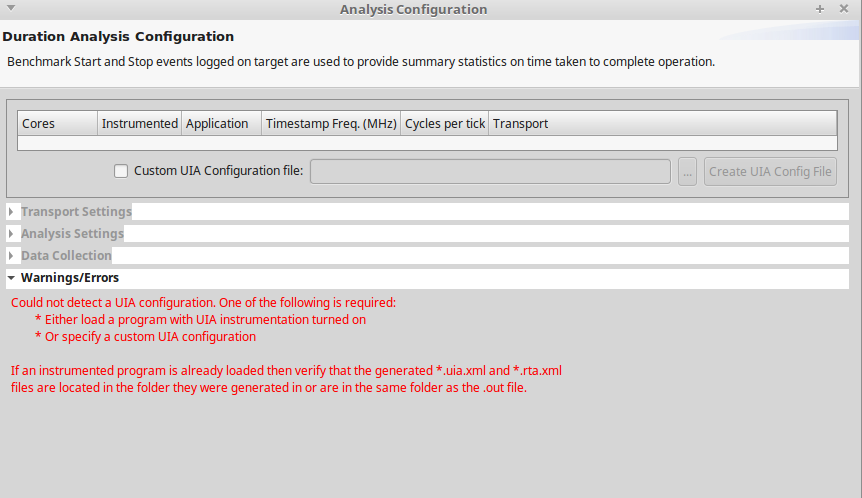 Analysis Configuration
Duration Analysis Configuration
Benchmark Start and Stop events logged on target are used to provide summary statistics on time taken to complete operation.
Cores Instrumented Application Timestamp Freq. (MHz) Cycles per tick Transport
Custom UIA Configuration file: ... Create UIA Config File
Transport Settings
Analysis Settings
Data Collection
Warnings/Errors
Could not detect a UIA configuration. One of the following is required:
* Either load a program with UIA instrumentation turned on
* Or specify a custom UIA configuration
If an instrumented program is already loaded then verify that the generated *.uia.xml and *.rta.xml
files are located in the folder they were generated in or are in the same folder as the .out file.